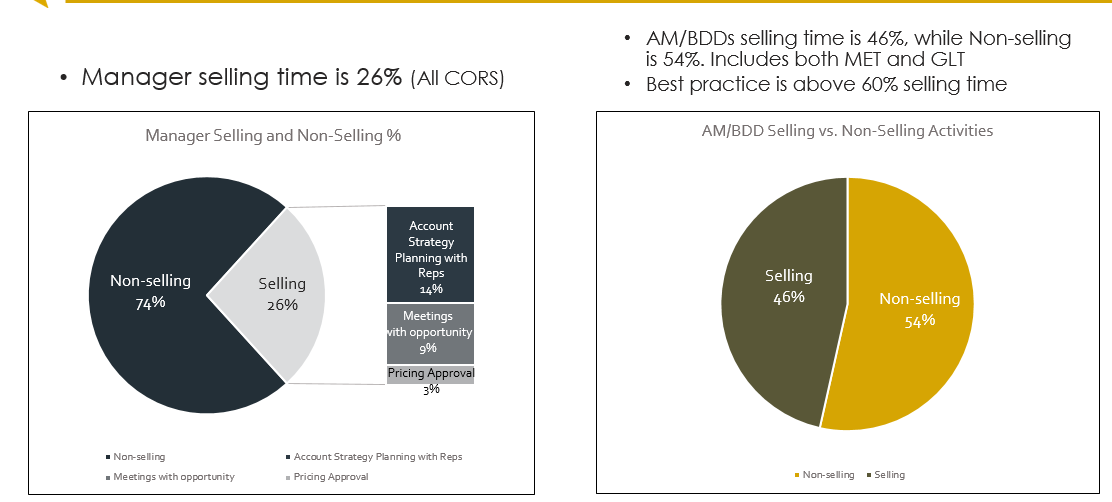 • Manager selling time is 26% (All CORS)
• AM/BDDs selling time is 46%, while Non-selling
is 54%. Includes both MET and GLT
• Best practice is above 60% selling time
Manager Selling and Non-Selling %
Non-selling
74%
Selling
26%
Account
Strategy
Planning with
Reps
14%
Meetings
with opportunity
9%
Pricing Approval
3%
Non-selling
Account Strategy Planning with Reps
Meetings with opportunity
Pricing Approval
AM/BDD Selling vs. Non-Selling Activities
Selling
46%
Non-selling
54%
Non-selling
Selling